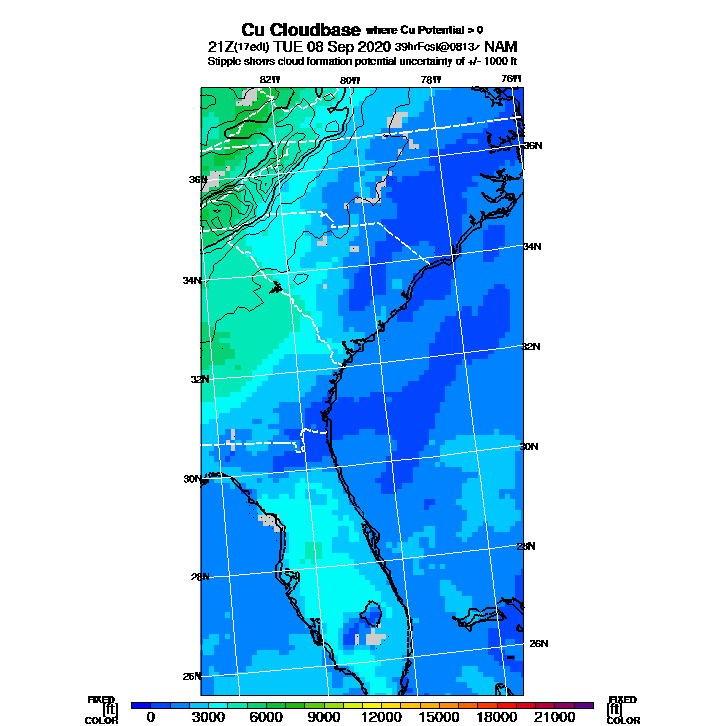 Cu Cloudbase where Cu Potential > 0
21Z(17edt) TUE 08 Sep 2020 39hrFcst@0813z NAM
Stipple shows cloud formation potential uncertainty of +/- 1000 ft
82W 80W 78W 76W
36N
36N
34N
34N
32N
32N
30N
30N
28N
28N
26N
26N
FIXED FIXED
[ft] [ft]
COLOR COLOR
0 3000 6000 9000 12000 15000 18000 21000